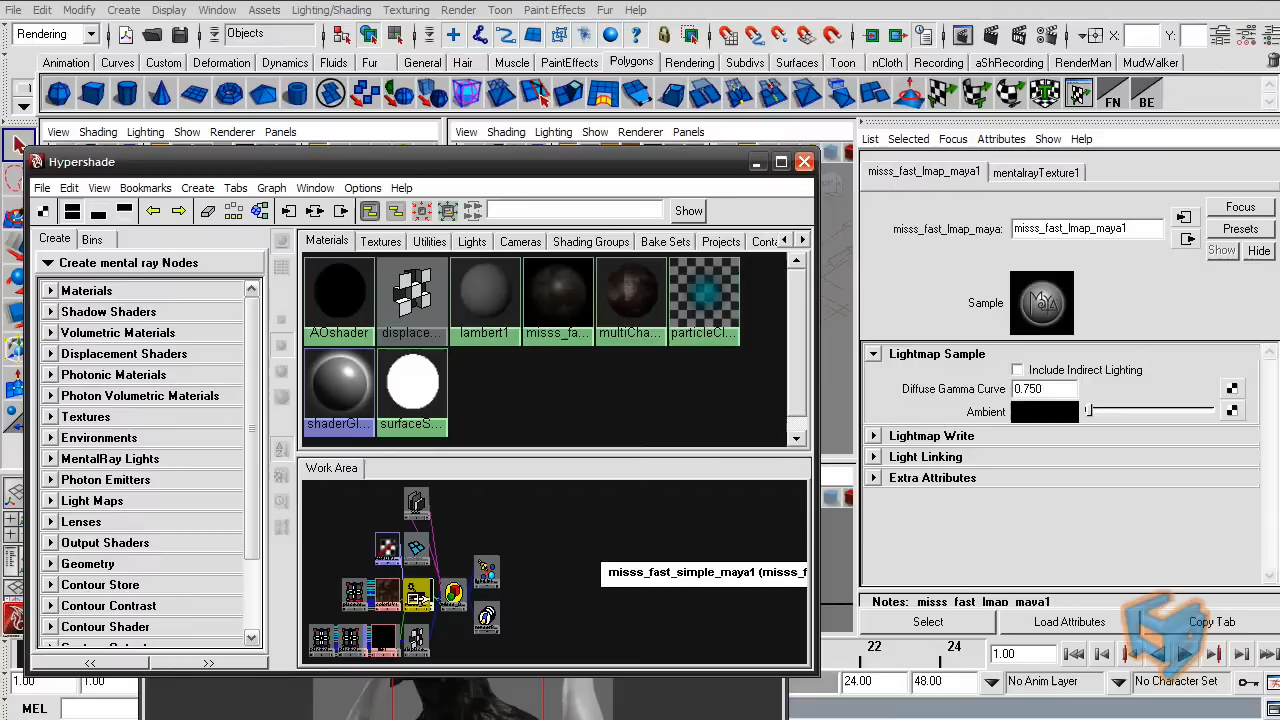 File Edit Modify Create Display Window Assets Lighting/Shading Texturing Render Toon Paint Effects Fur Help
Rendering Objects X: Y:
Animation Curves Custom Deformation Dynamics Fluids Fur General Hair Muscle PaintEffects Polygons Rendering Subdivs Surfaces Toon nCloth Recording aShRecording RenderMan MudWalker
FN BE
View Shading Lighting Show Renderer Panels
View Shading Lighting Show Renderer Panels
List Selected Focus Attributes Show Help
Hypershade
misss_fast_lmap_maya1 mentalrayTexture1
File Edit View Bookmarks Create Tabs Graph Window Options Help
Show
Focus
misss_fast_lmap_maya: misss_fast_lmap_maya1
Presets
Show Hide
Create Bins
Materials Textures Utilities Lights Cameras Shading Groups Bake Sets Projects Conta
Create mental ray Nodes
Materials
Shadow Shaders
Volumetric Materials
Displacement Shaders
Photonic Materials
Photon Volumetric Materials
Textures
Environments
MentalRay Lights
Photon Emitters
Light Maps
Lenses
Output Shaders
Geometry
Contour Store
Contour Contrast
Contour Shader
AOshader displace... lambert1 misss_fa... multiCha... particleCl...
shaderGl... surfaceS...
Work Area
misss_fast_simple_maya1 (misss_f
Sample
MAYA
Lightmap Sample
Include Indirect Lighting
Diffuse Gamma Curve 0.750
Ambient
Lightmap Write
Light Linking
Extra Attributes
Notes: misss_fast_lmap_maya1
Select Load Attributes Copy Tab
22 24 1.00
1.00 1.00 24.00 48.00 No Anim Layer No Character Set
MEL